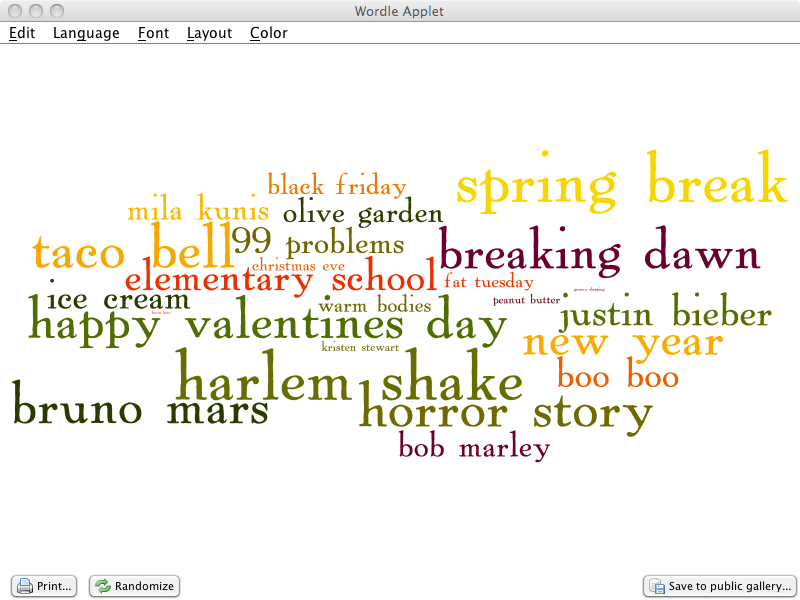 Wordle Applet
Edit Language Font Layout Color
spring break
black friday
mila kunis
olive garden
taco bell
99 problems
breaking dawn
christmas eve
elementary school
fat tuesday
grocery shopping
ice cream
warm bodies
peanut butter
happy valentines day
justin bieber
kristen stewart
new year
harlem shake
boo boo
bruno mars
horror story
bob marley
Print...
Randomize
Save to public gallery...